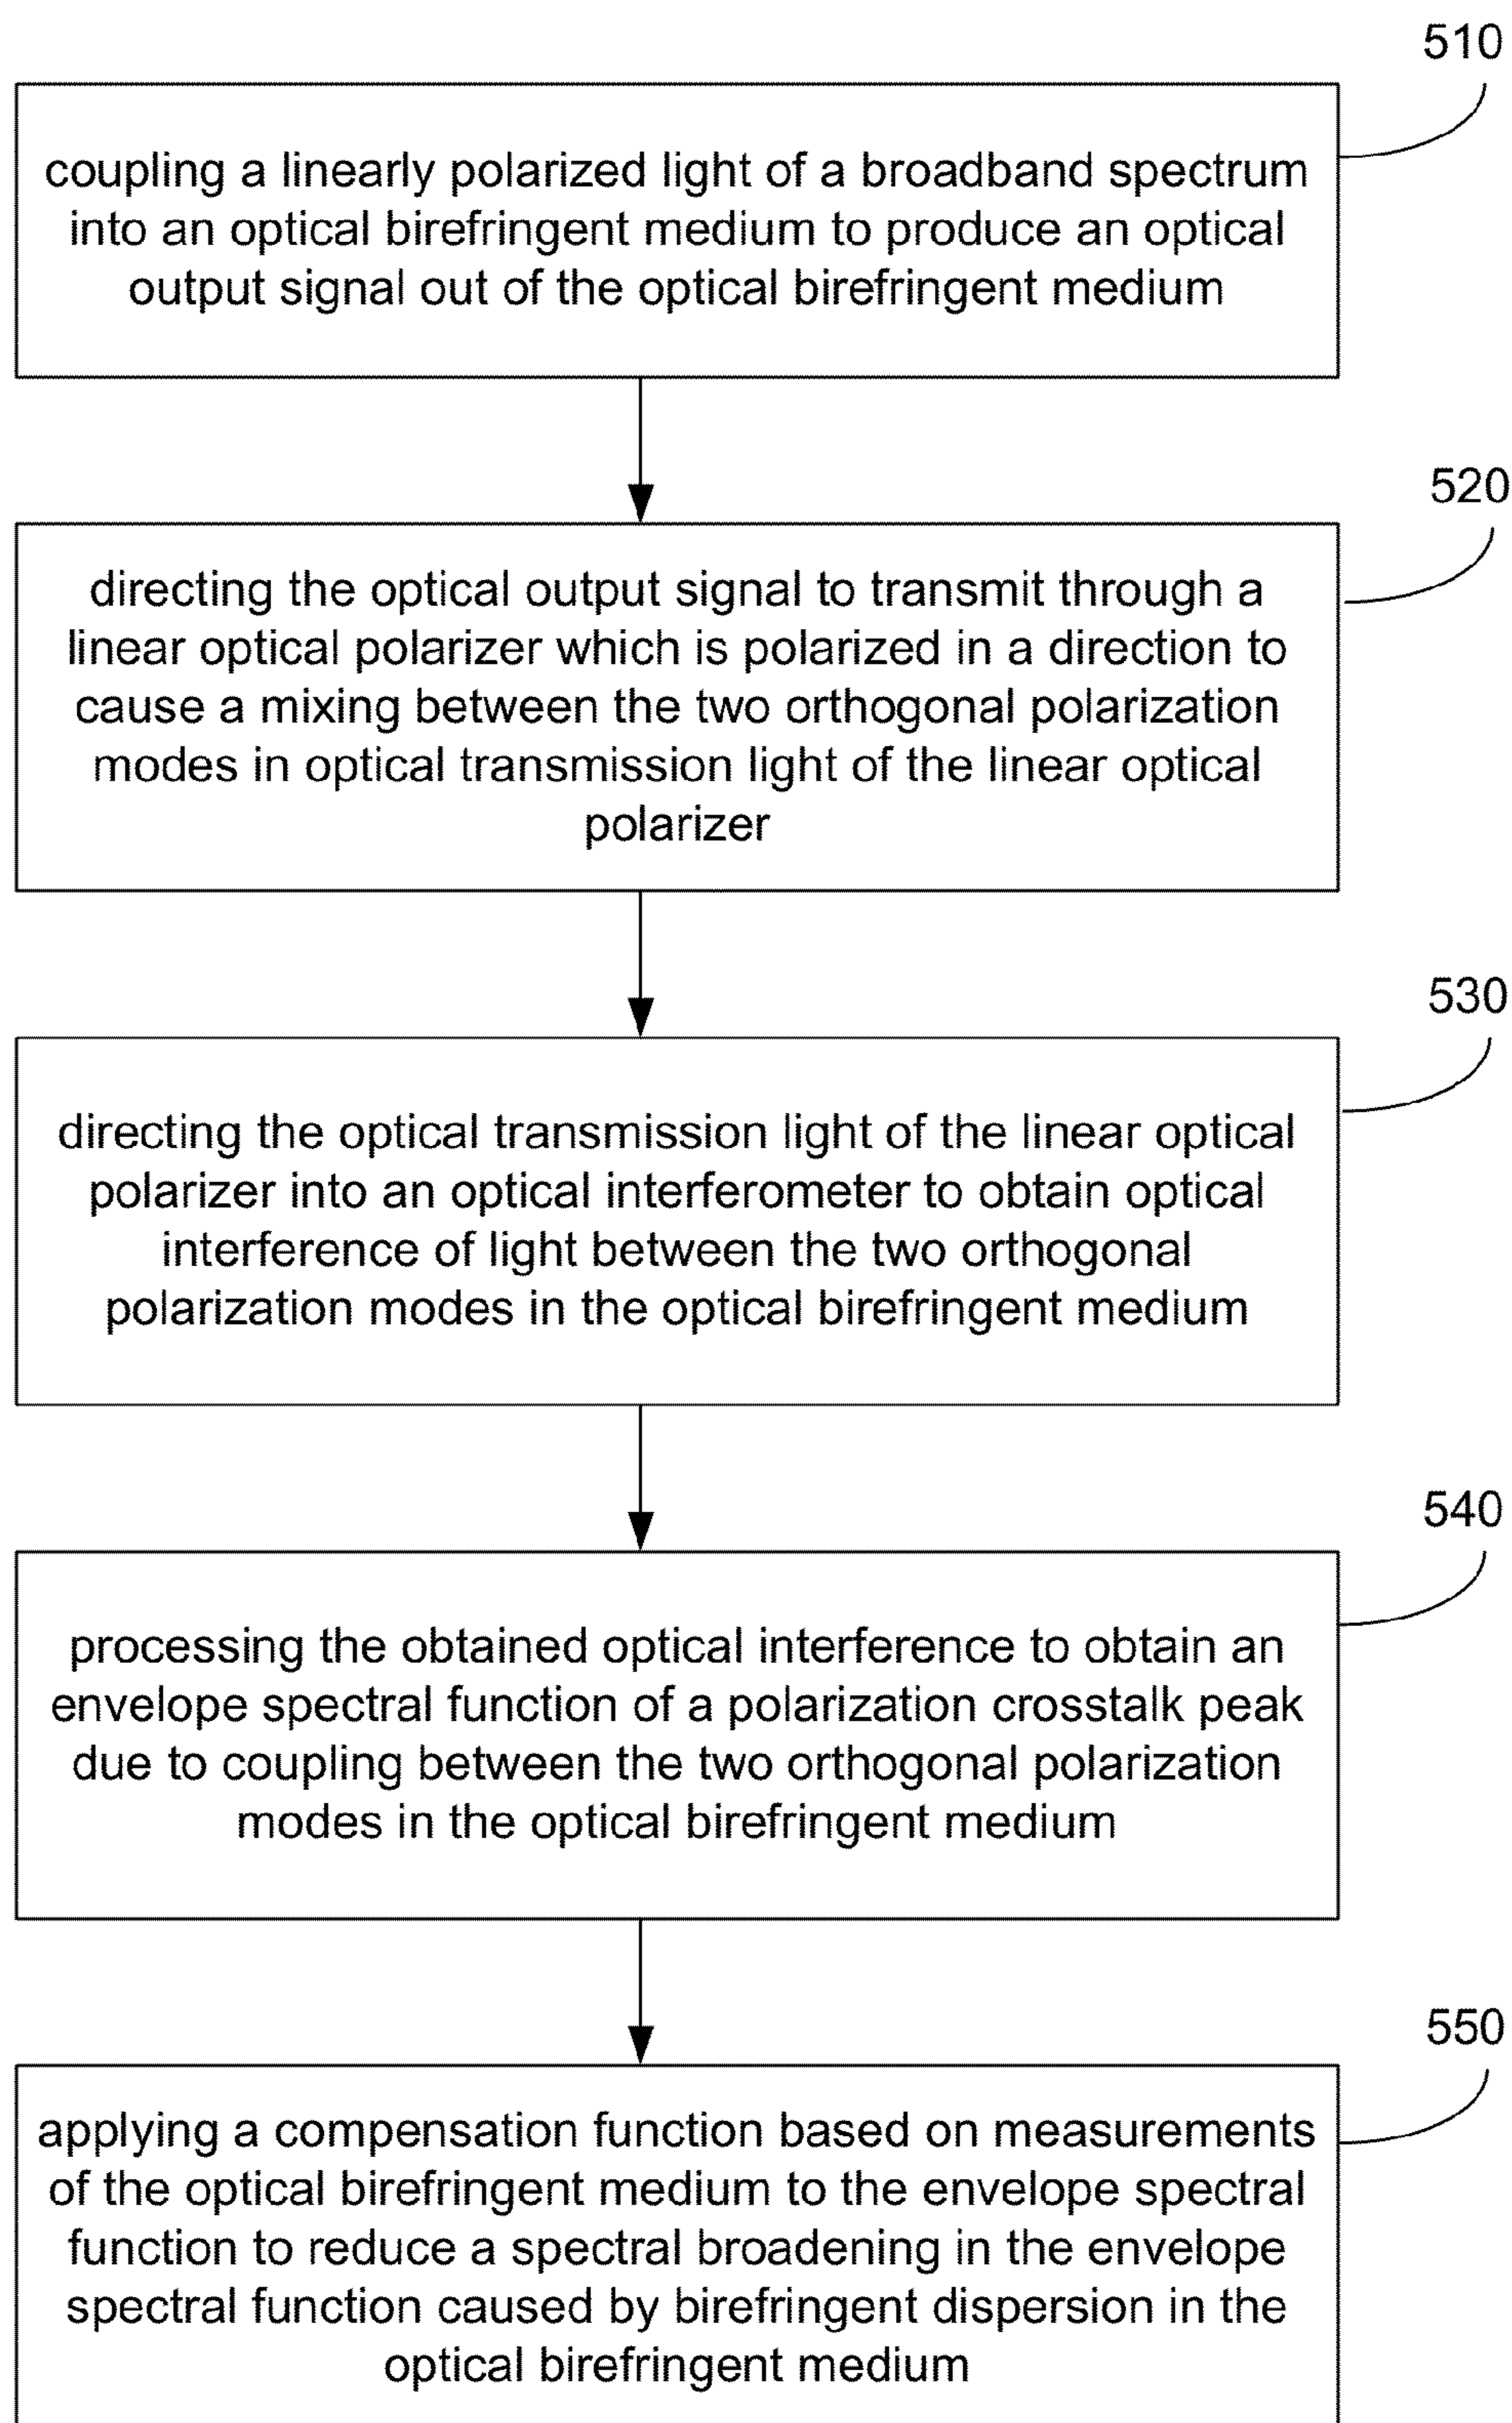 510
coupling a linearly polarized light of a broadband spectrum
into an optical birefringent medium to produce an optical
output signal out of the optical birefringent medium
520
directing the optical output signal to transmit through a
linear optical polarizer which is polarized in a direction to
cause a mixing between the two orthogonal polarization
modes in optical transmission light of the linear optical
polarizer
530
directing the optical transmission light of the linear optical
polarizer into an optical interferometer to obtain optical
interference of light between the two orthogonal
polarization modes in the optical birefringent medium
540
processing the obtained optical interference to obtain an
envelope spectral function of a polarization crosstalk peak
due to coupling between the two orthogonal polarization
modes in the optical birefringent medium
550
applying a compensation function based on measurements
of the optical birefringent medium to the envelope spectral
function to reduce a spectral broadening in the envelope
spectral function caused by birefringent dispersion in the
optical birefringent medium